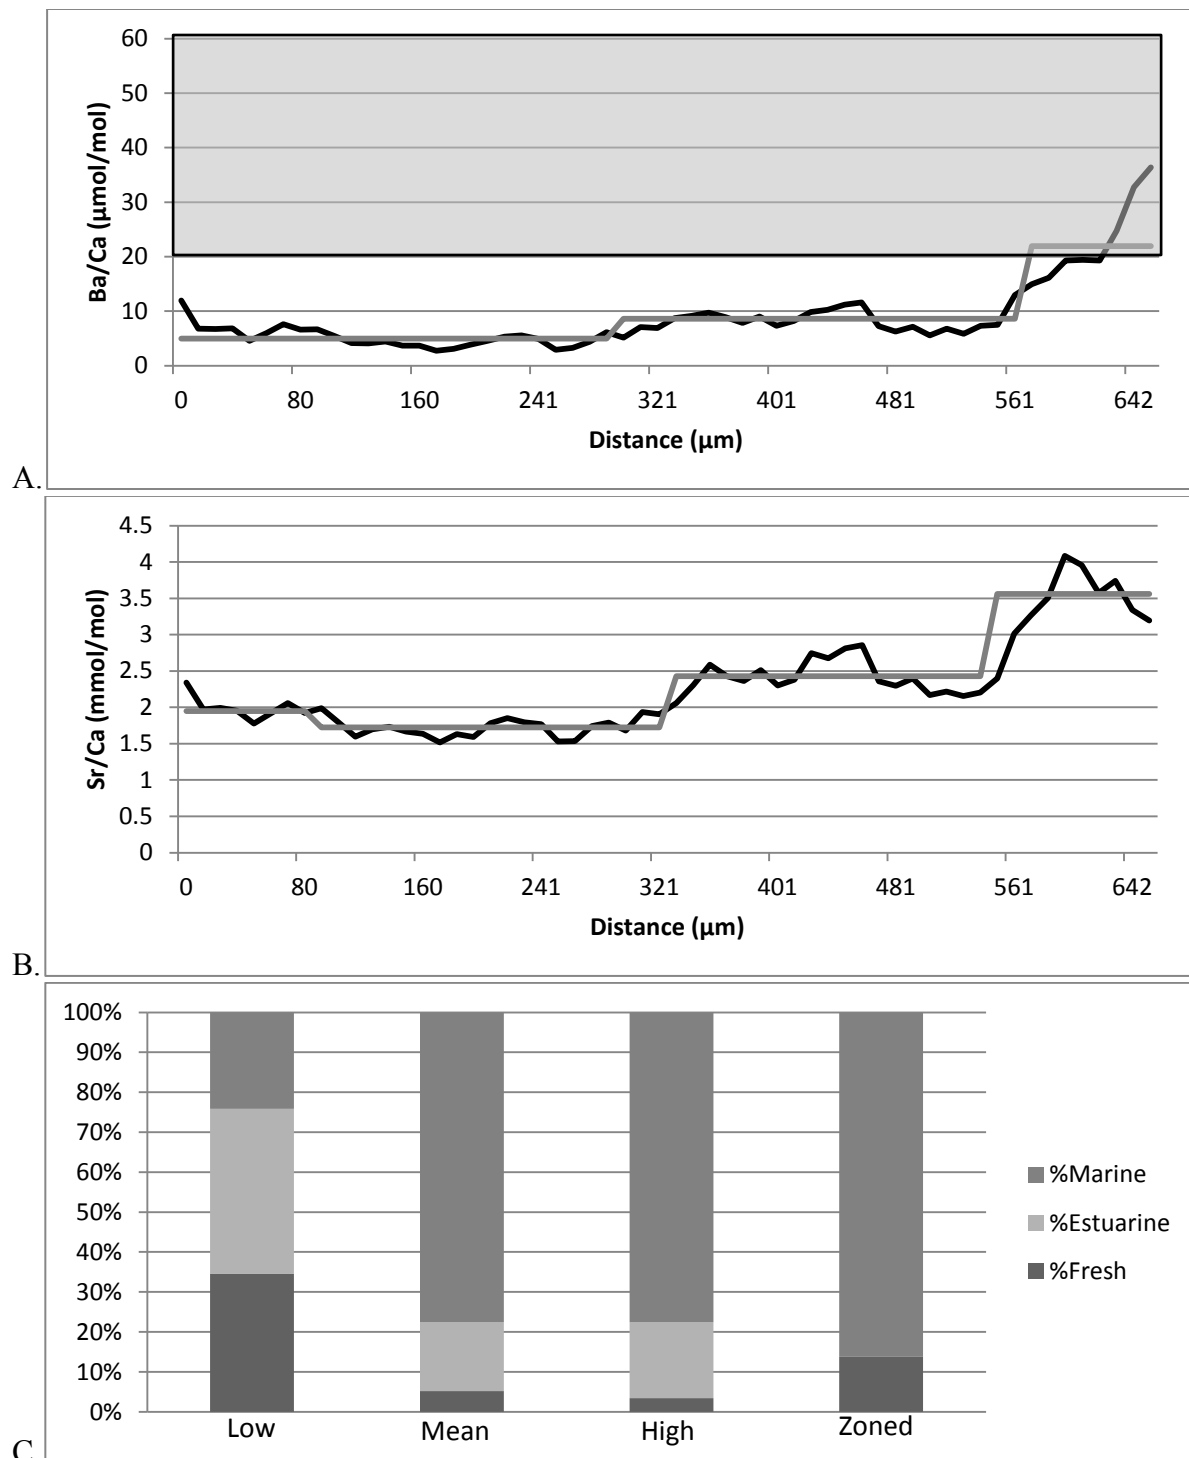 60
50
40
30
20
10
0
Ba/Ca (µmol/mol)
0 80 160 241 321 401 481 561 642
Distance (µm)
A.
4.5
4
3.5
3
2.5
2
1.5
1
0.5
0
Sr/Ca (mmol/mol)
0 80 160 241 321 401 481 561 642
Distance (µm)
B.
100%
90%
80%
70%
60%
50%
40%
30%
20%
10%
0%
Low Mean High Zoned
%Marine
%Estuarine
%Fresh
C